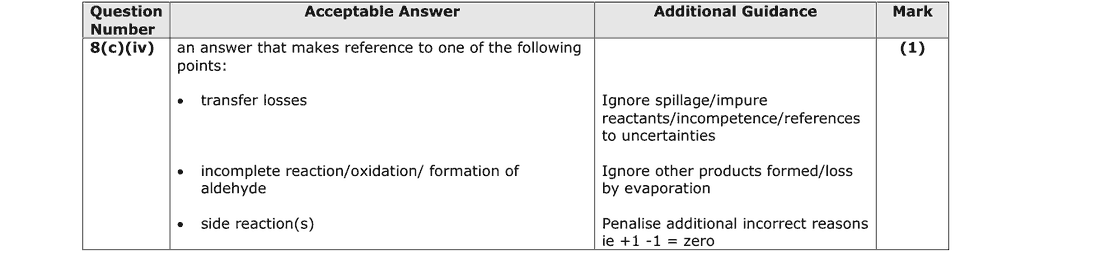 Question Number Acceptable Answer Additional Guidance Mark
8(c)(iv) an answer that makes reference to one of the following (1)
points:
• transfer losses Ignore spillage/impure
reactants/incompetence/references
to uncertainties
• incomplete reaction/oxidation/ formation of Ignore other products formed/loss
aldehyde by evaporation
• side reaction(s) Penalise additional incorrect reasons
ie +1 -1 = zero